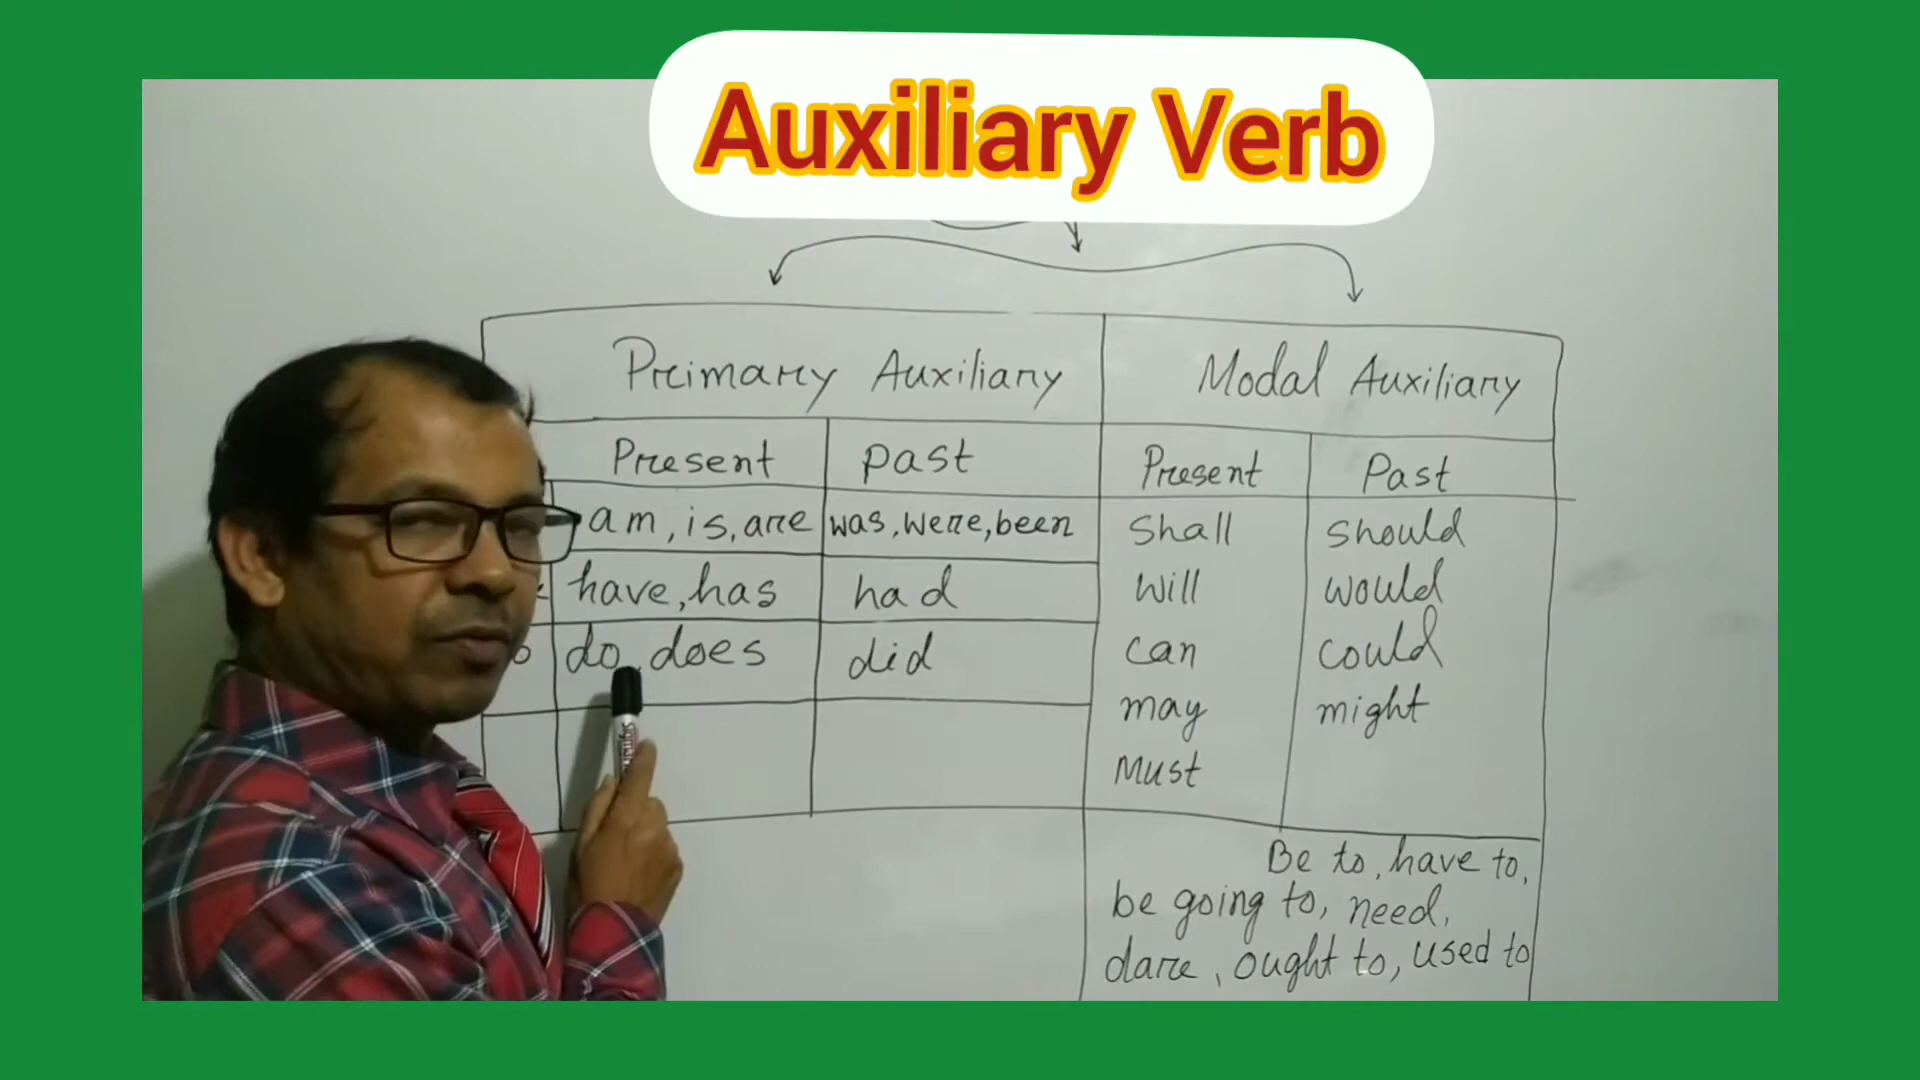 Auxiliary Verb
Primary Auxiliary
Modal Auxiliary
Present
Past
Present
Past
am, is, are
was, were, been
have, has
had
do, does
did
Shall
should
will
would
can
could
may
might
Must
Be to, have to,
be going to, need,
dare, ought to, used to